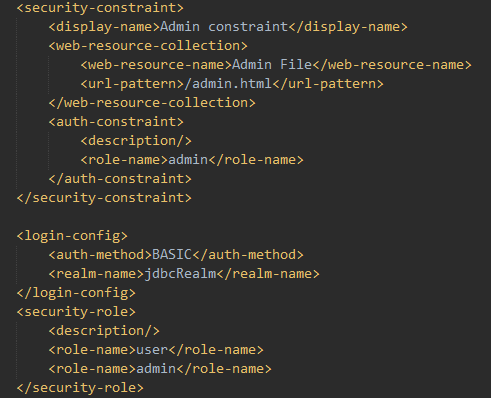 <security-constraint>
    <display-name>Admin constraint</display-name>
    <web-resource-collection>
        <web-resource-name>Admin File</web-resource-name>
        <url-pattern>/admin.html</url-pattern>
    </web-resource-collection>
    <auth-constraint>
        <description/>
        <role-name>admin</role-name>
    </auth-constraint>
</security-constraint>

<login-config>
    <auth-method>BASIC</auth-method>
    <realm-name>jdbcRealm</realm-name>
</login-config>
<security-role>
    <description/>
    <role-name>user</role-name>
    <role-name>admin</role-name>
</security-role>